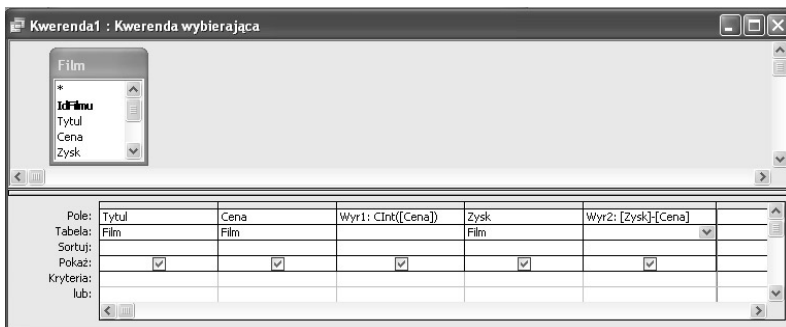 Kwerenda1 : Kwerenda wybierająca
Film
*
IdFilmu
Tytul
Cena
Zysk
Pole: Tytul Cena Wyr1: CInt([Cena]) Zysk Wyr2: [Zysk]-[Cena]
Tabela: Film Film Film
Sortuj:
Pokaż:
Kryteria:
lub: